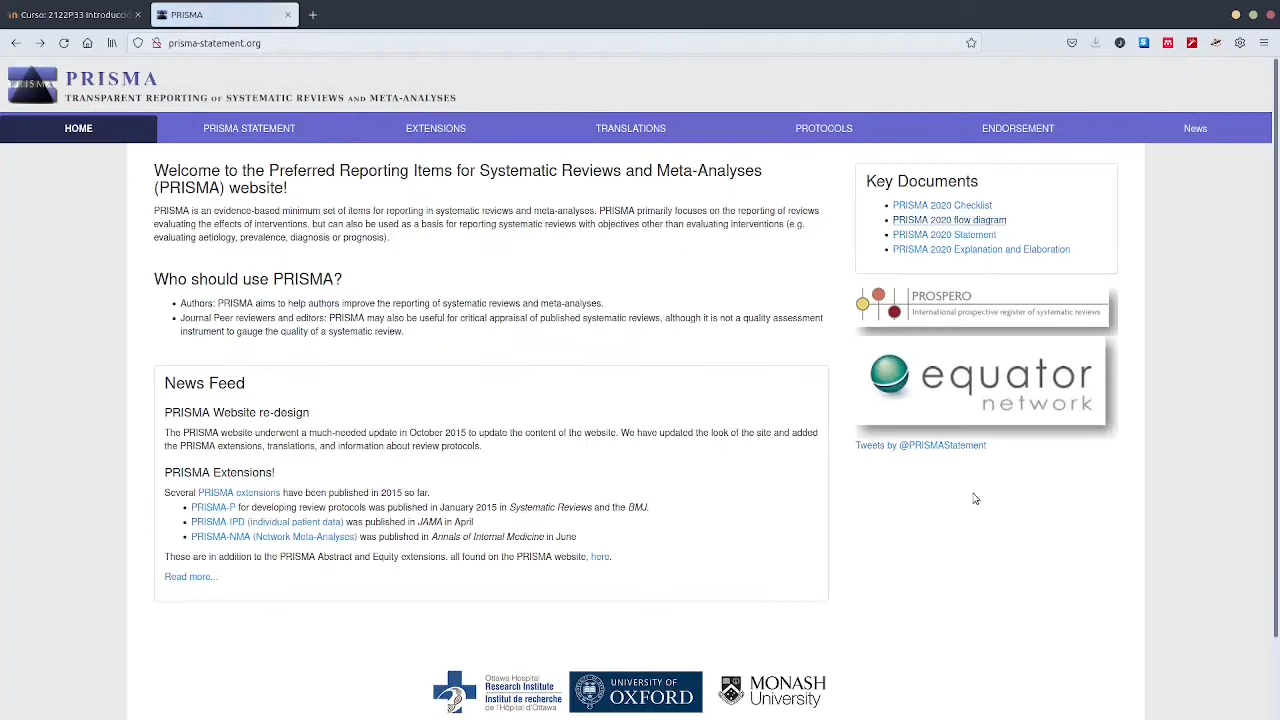 Curso: 2122P33 Introducci
PRISMA
prisma-statement.org
PRISMA
PRISMA
TRANSPARENT REPORTING OF SYSTEMATIC REVIEWS AND META-ANALYSES
HOME
PRISMA STATEMENT
EXTENSIONS
TRANSLATIONS
PROTOCOLS
ENDORSEMENT
News
Welcome to the Preferred Reporting Items for Systematic Reviews and Meta-Analyses
(PRISMA) website!
PRISMA is an evidence-based minimum set of items for reporting in systematic reviews and meta-analyses. PRISMA primarily focuses on the reporting of reviews
evaluating the effects of interventions, but can also be used as a basis for reporting systematic reviews with objectives other than evaluating interventions (e.g.
evaluating aetiology, prevalence, diagnosis or prognosis).
Who should use PRISMA?
• Authors: PRISMA aims to help authors improve the reporting of systematic reviews and meta-analyses.
• Journal Peer reviewers and editors: PRISMA may also be useful for critical appraisal of published systematic reviews, although it is not a quality assessment
instrument to gauge the quality of a systematic review.
News Feed
PRISMA Website re-design
The PRISMA website underwent a much-needed update in October 2015 to update the content of the website. We have updated the look of the site and added
the PRISMA extensions, translations, and information about review protocols.
PRISMA Extensions!
Several PRISMA extensions have been published in 2015 so far.
• PRISMA-P for developing review protocols was published in January 2015 in Systematic Reviews and the BMJ.
• PRISMA-IPD (individual patient data) was published in JAMA in April
• PRISMA-NMA (Network Meta-Analyses) was published in Annals of Internal Medicine in June
These are in addition to the PRISMA Abstract and Equity extensions. all found on the PRISMA website, here.
Read more...
Key Documents
• PRISMA 2020 Checklist
• PRISMA 2020 flow diagram
• PRISMA 2020 Statement
• PRISMA 2020 Explanation and Elaboration
PROSPERO
International prospective register of systematic reviews
equator
network
Tweets by @PRISMAStatement
Ottawa Hospital
Research Institute
Institut de recherche
de l'Hôpital d'Ottawa
UNIVERSITY OF
OXFORD
MONASH
University